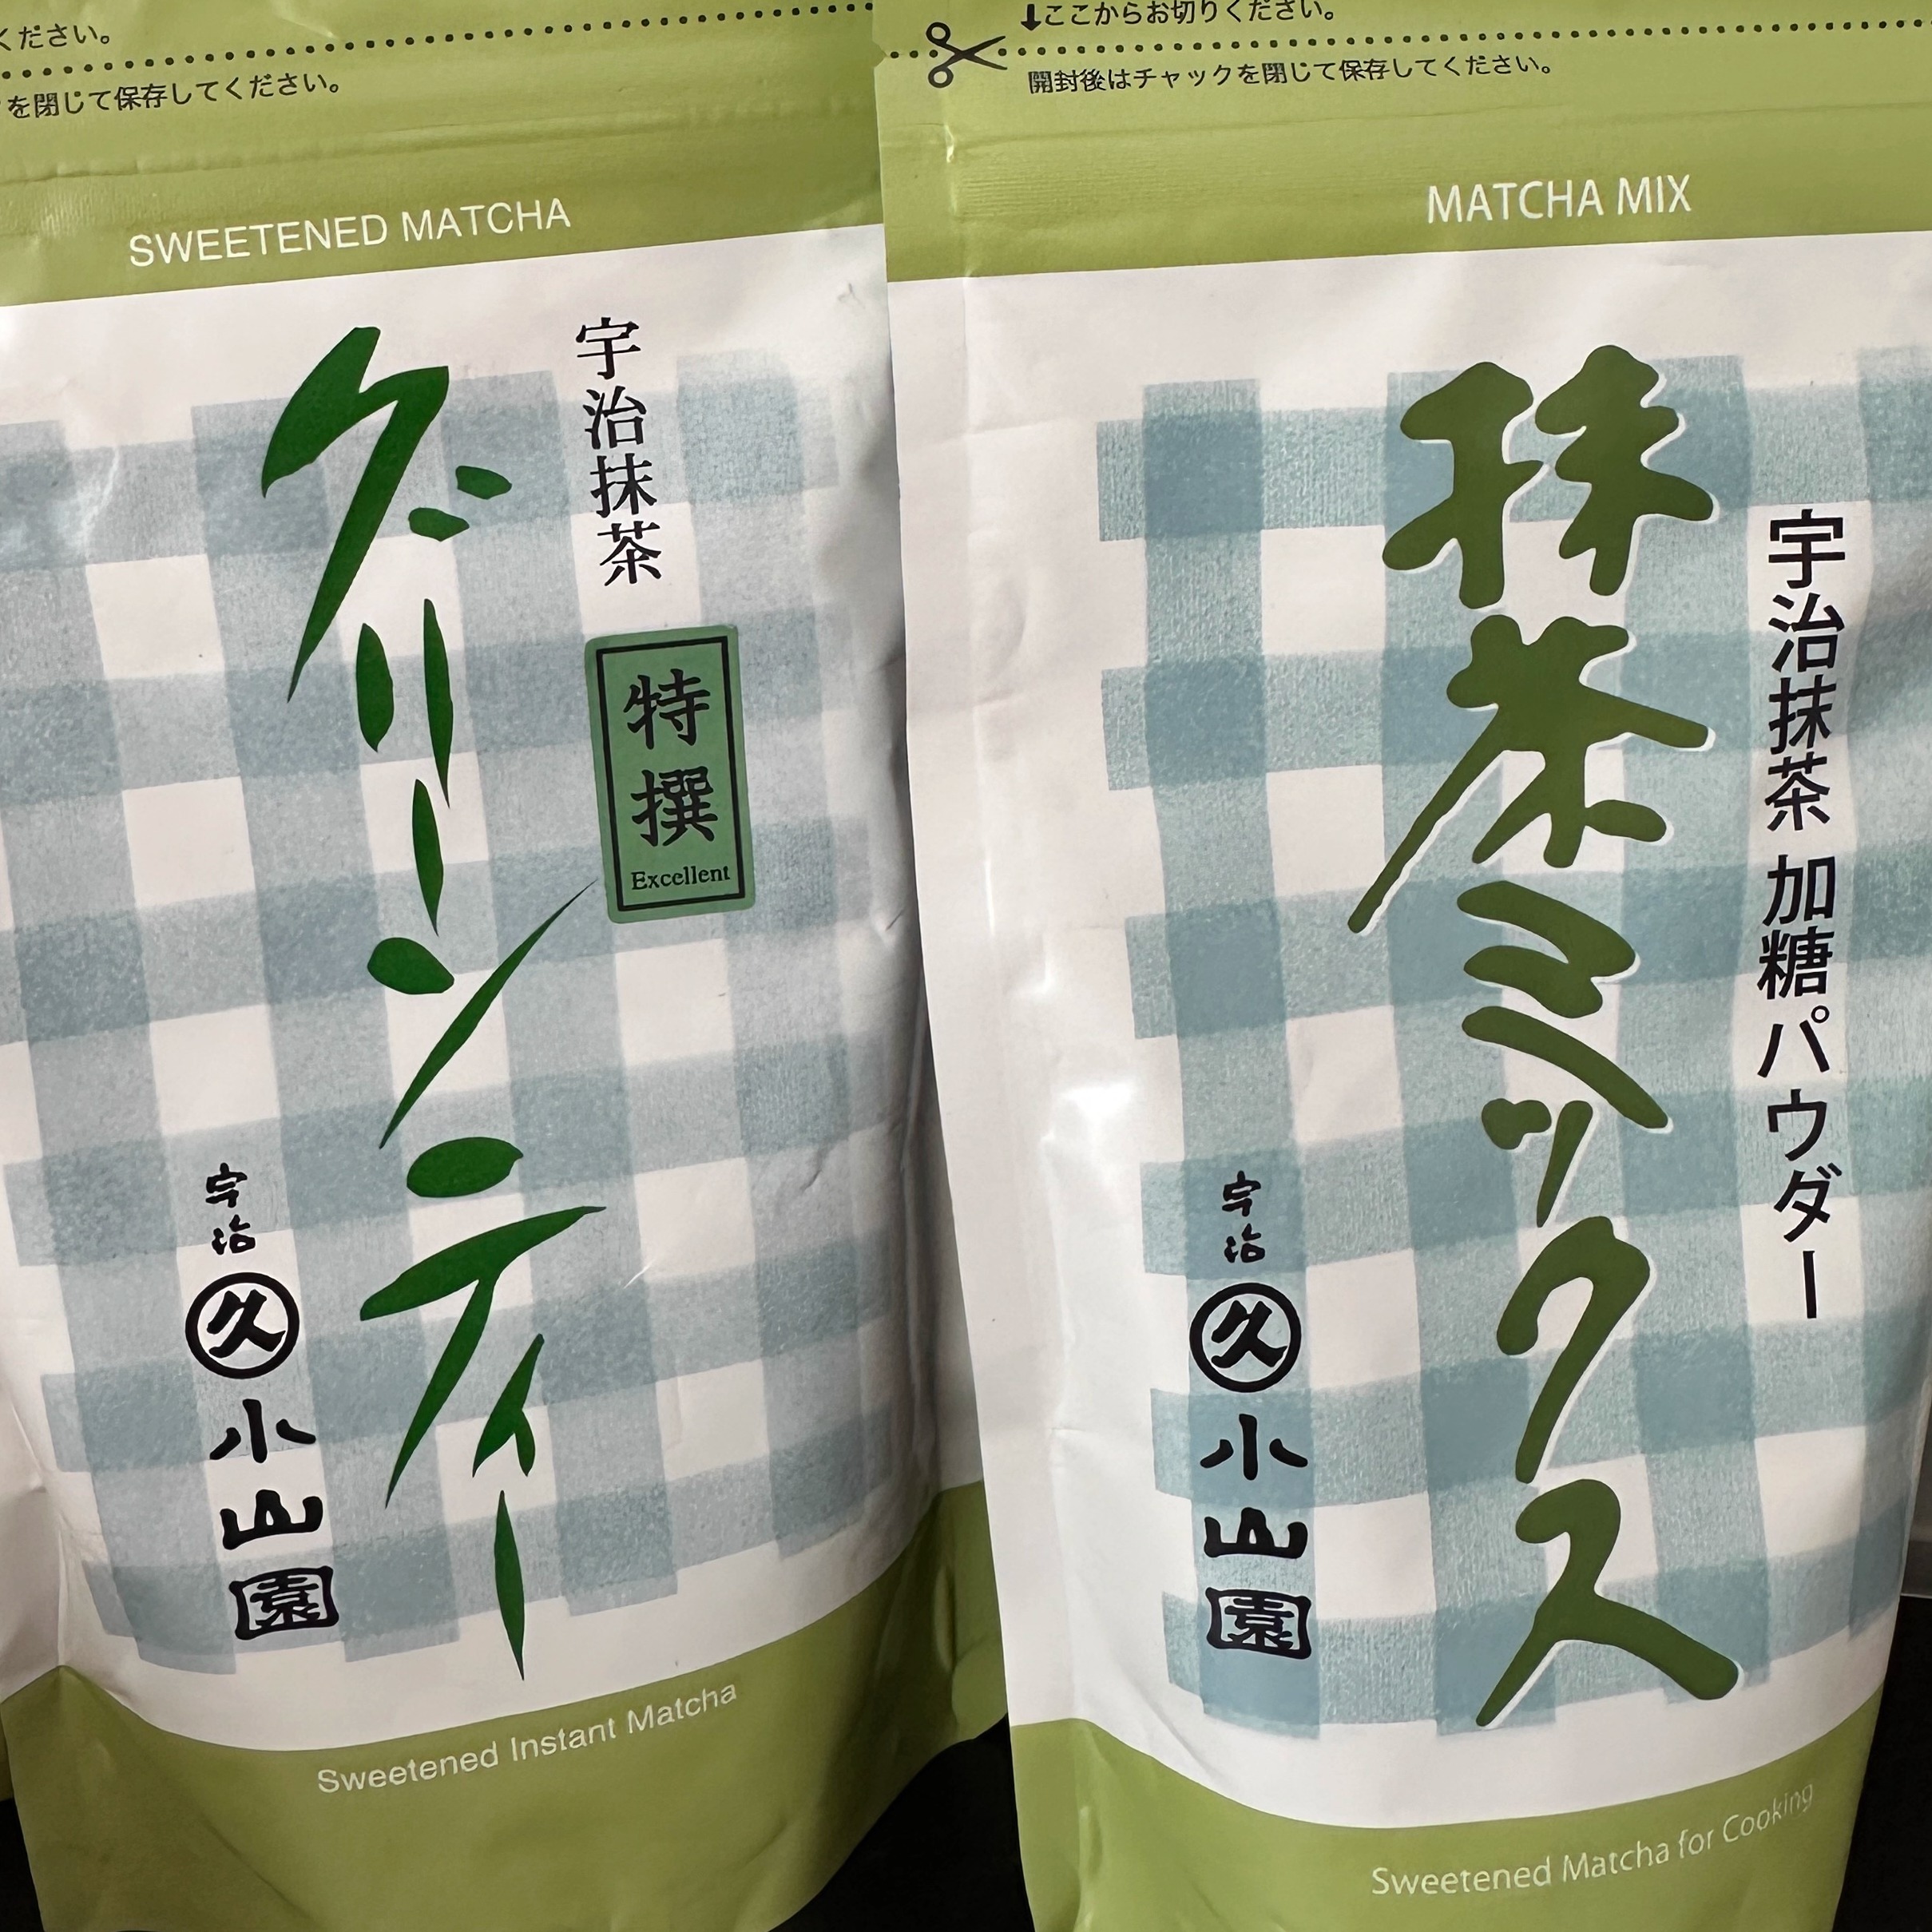 ください。
を閉じて保存してください。
SWEETENED MATCHA
宇治抹茶
特撰
Excellent
グリーンティー
宇治
久
小山園
Sweetened Instant Matcha
⬇ここからお切りください。
開封後はチャックを閉じて保存してください。
MATCHA MIX
宇治抹茶 加糖パウダー
抹茶ミックス
宇治
久
小山園
Sweetened Matcha for Cooking